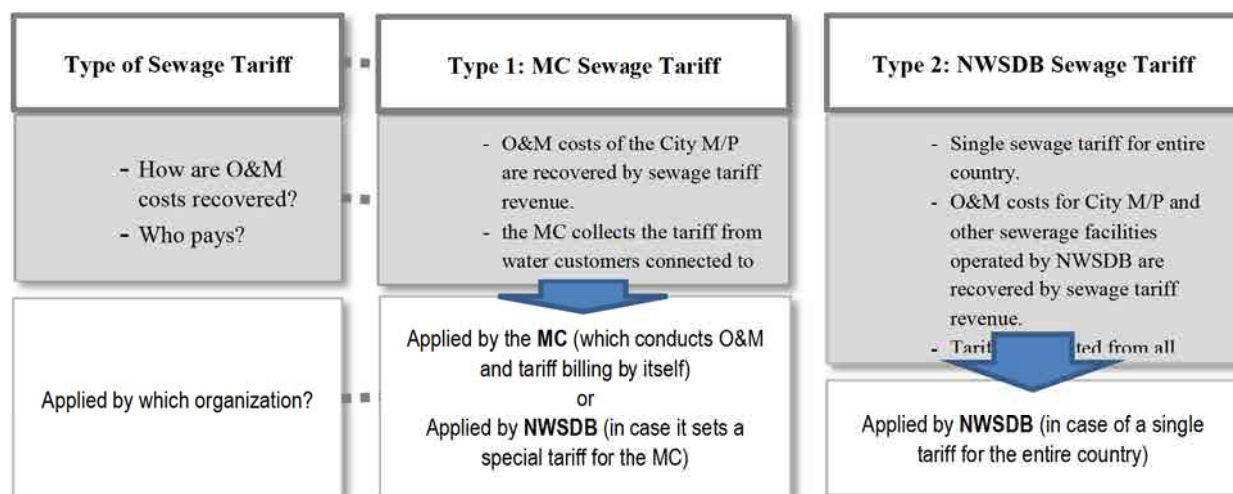 Type of Sewage Tariff
- How are O&M
costs recovered?
- Who pays?
Applied by which organization?
Type 1: MC Sewage Tariff
- O&M costs of the City M/P
are recovered by sewage tariff
revenue.
- the MC collects the tariff from
water customers connected to
Applied by the MC (which conducts O&M
and tariff billing by itself)
or
Applied by NWSDB (in case it sets a
special tariff for the MC)
Type 2: NWSDB Sewage Tariff
- Single sewage tariff for entire
country.
- O&M costs for City M/P and
other sewerage facilities
operated by NWSDB are
recovered by sewage tariff
revenue.
- from all
Applied by NWSDB (in case of a single
tariff for the entire country)